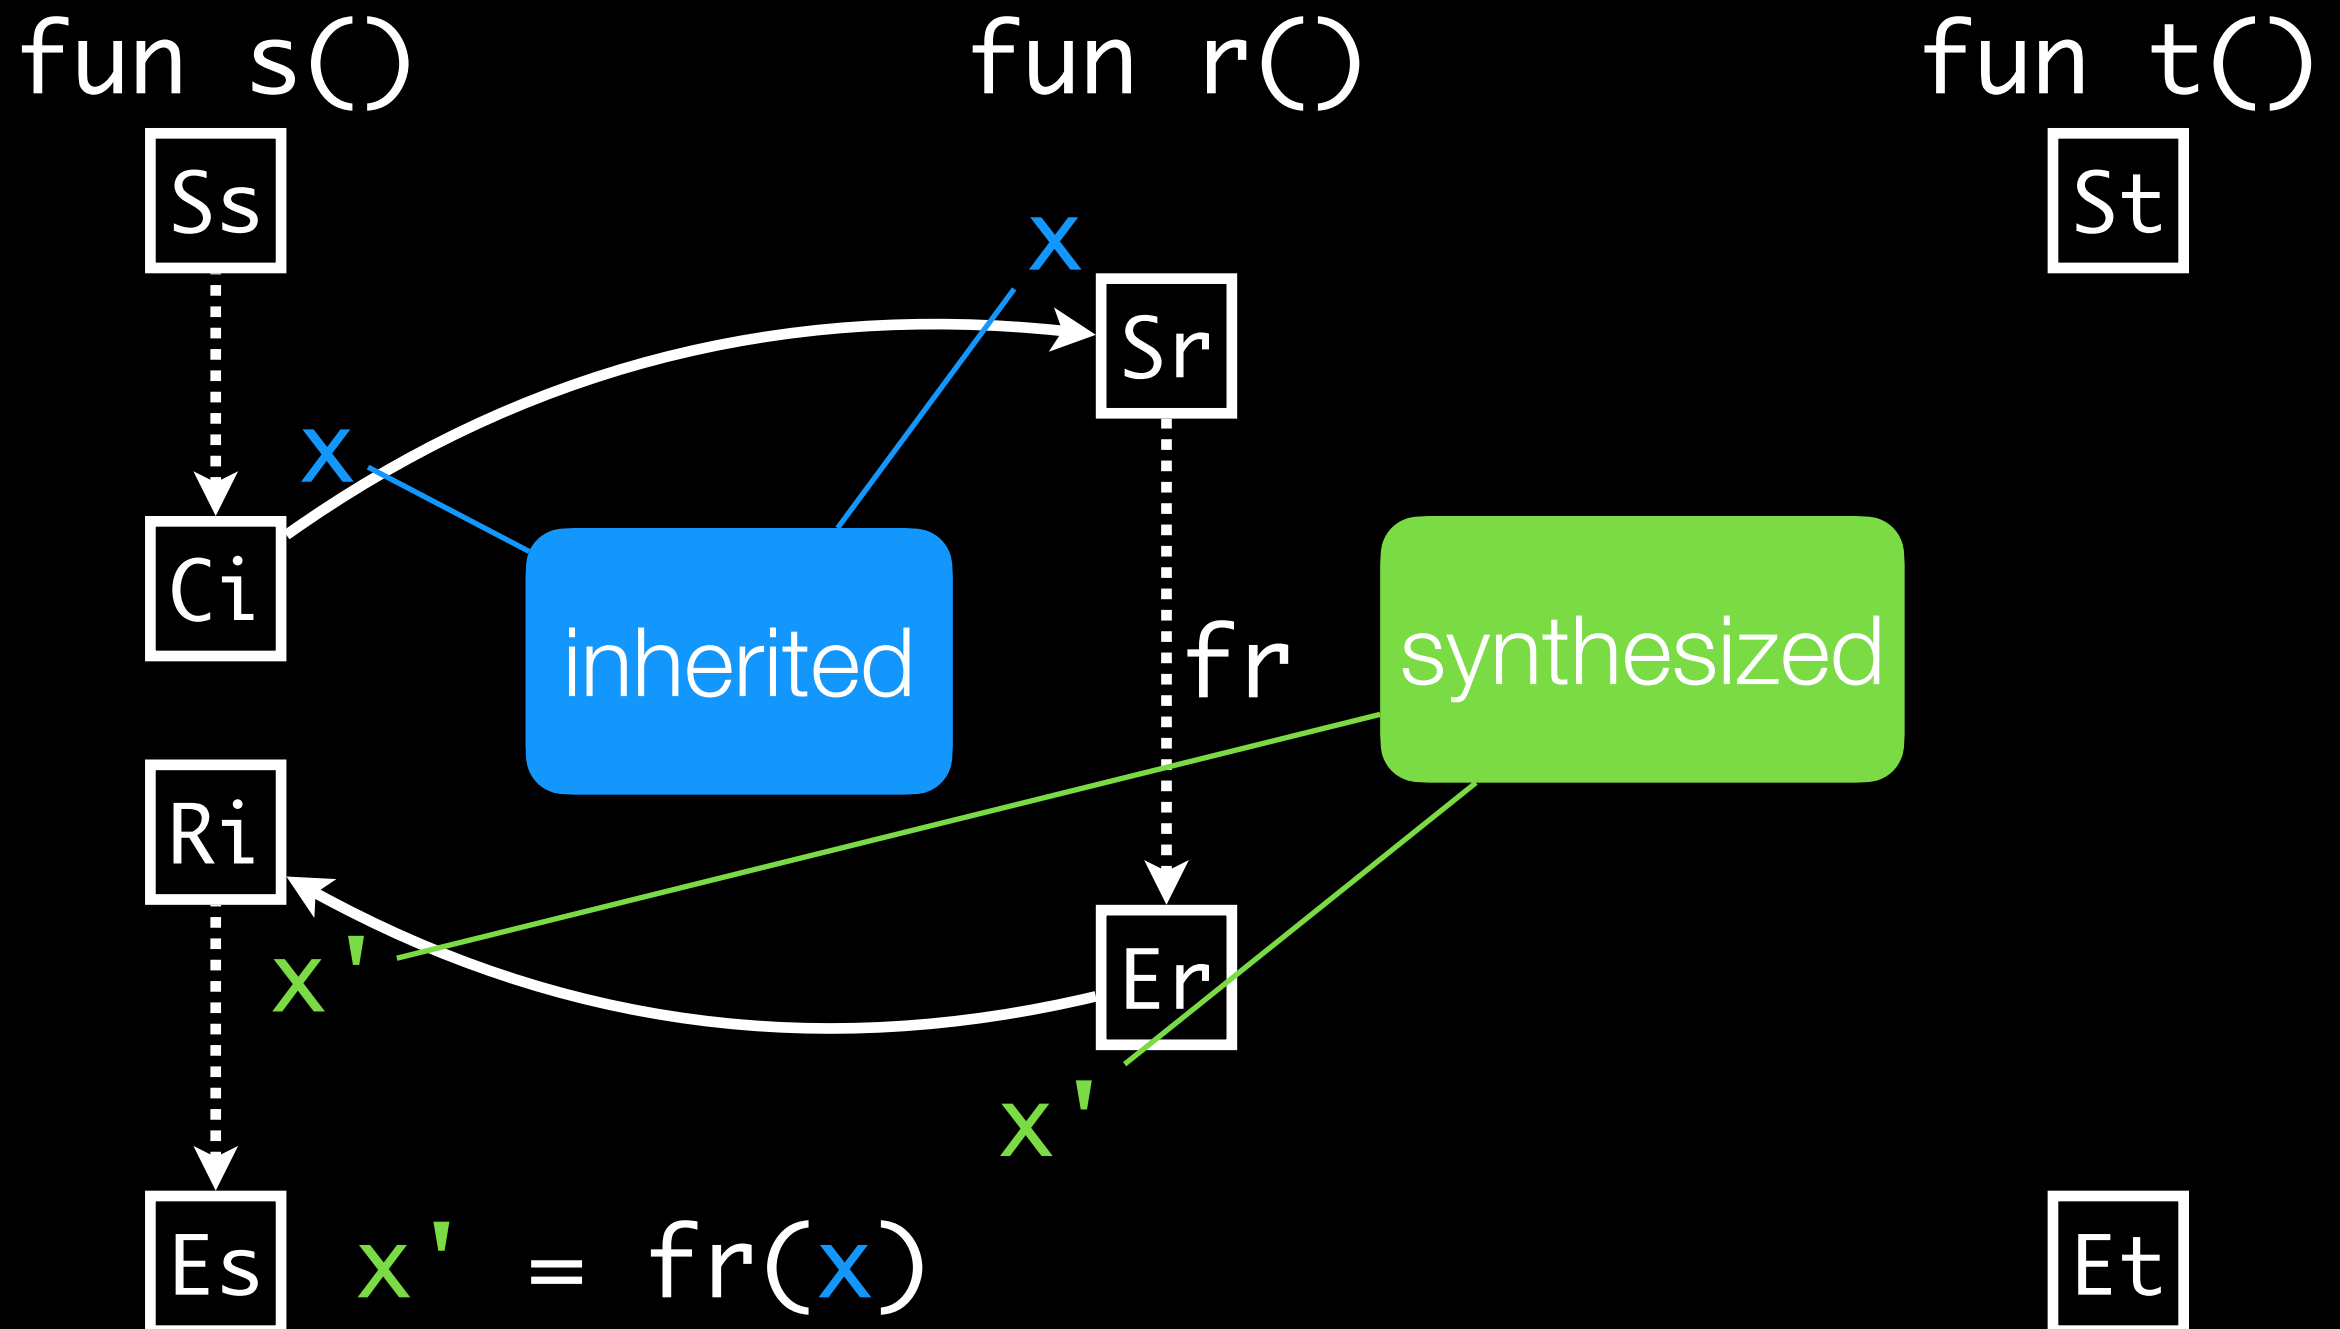 fun s() fun r() fun t()
Ss St
x
Sr
x
Ci
inherited synthesized
fr
Ri
x'
Er
x'
Es x' = fr(x) Et